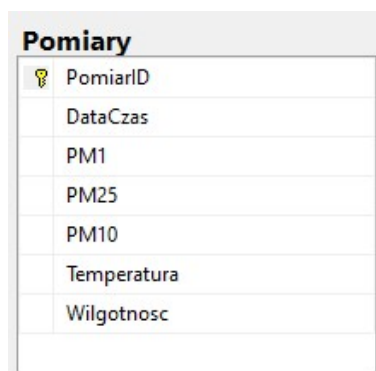 Pomiary
PomiarID
DataCzas
PM1
PM25
PM10
Temperatura
Wilgotnosc